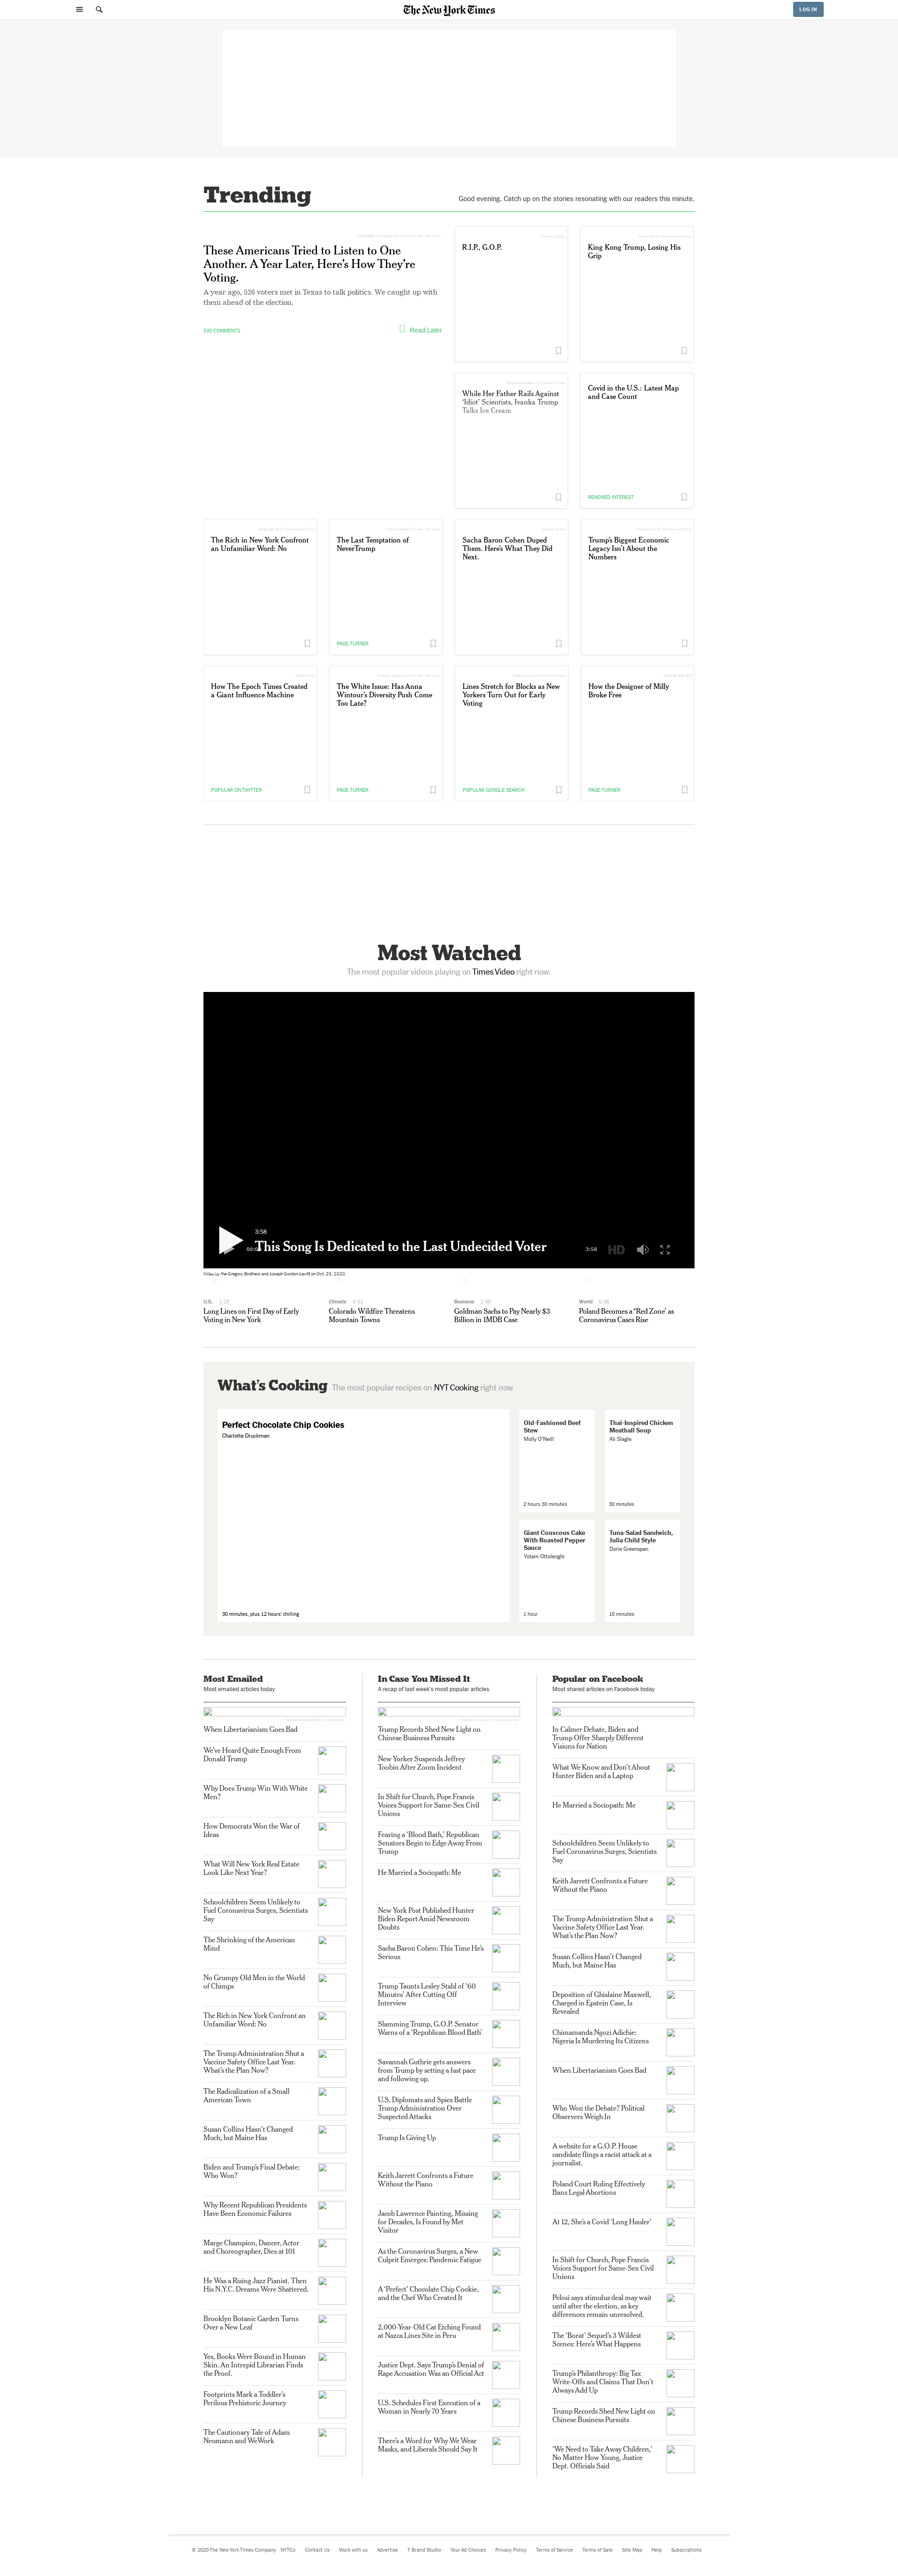 The New York Times
LOG IN
Trending
Good evening. Catch up on the stories resonating with our readers this minute.
These Americans Tried to Listen to One
Another. A Year Later, Here's How They're
Voting.
A year ago, 526 voters met in Texas to talk politics. We caught up with
them ahead of the election.
535 COMMENTS
Read Later
R.I.P., G.O.P.
King Kong Trump, Losing His
Grip
While Her Father Rails Against
'Idiot' Scientists, Ivanka Trump
Talks Ice Cream
Covid in the U.S.: Latest Map
and Case Count
RENEWED INTEREST
The Rich in New York Confront
an Unfamiliar Word: No
The Last Temptation of
NeverTrump
PAGE-TURNER
Sacha Baron Cohen Duped
Them. Here's What They Did
Next.
Trump's Biggest Economic
Legacy Isn't About the
Numbers
How The Epoch Times Created
a Giant Influence Machine
POPULAR ON TWITTER
The White Issue: Has Anna
Wintour's Diversity Push Come
Too Late?
PAGE-TURNER
Lines Stretch for Blocks as New
Yorkers Turn Out for Early
Voting
POPULAR GOOGLE SEARCH
How the Designer of Milly
Broke Free
PAGE-TURNER
Most Watched
The most popular videos playing on Times Video right now.
3:58
This Song Is Dedicated to the Last Undecided Voter
3:58
HD
Video by the Gregory Brothers and Joseph Gordon-Levitt on Oct. 23, 2020.
U.S. 1:23
Long Lines on First Day of Early
Voting in New York
Climate 0:51
Colorado Wildfire Threatens
Mountain Towns
Business 1:45
Goldman Sachs to Pay Nearly $3
Billion in 1MDB Case
World 0:36
Poland Becomes a "Red Zone' as
Coronavirus Cases Rise
What's Cooking The most popular recipes on NYT Cooking right now
Perfect Chocolate Chip Cookies
Charlotte Druckman
30 minutes, plus 12 hours' chilling
Old-Fashioned Beef
Stew
Molly O'Neill
2 hours 30 minutes
Thai-Inspired Chicken
Meatball Soup
Ali Slagle
30 minutes
Giant Couscous Cake
With Roasted Pepper
Sauce
Yotam Ottolenghi
1 hour
Tuna-Salad Sandwich,
Julia Child Style
Dorie Greenspan
10 minutes
Most Emailed
Most emailed articles today
When Libertarianism Goes Bad
We've Heard Quite Enough From
Donald Trump
Why Does Trump Win With White
Men?
How Democrats Won the War of
Ideas
What Will New York Real Estate
Look Like Next Year?
Schoolchildren Seem Unlikely to
Fuel Coronavirus Surges, Scientists
Say
The Shrinking of the American
Mind
No Grumpy Old Men in the World
of Chimps
The Rich in New York Confront an
Unfamiliar Word: No
The Trump Administration Shut a
Vaccine Safety Office Last Year.
What's the Plan Now?
The Radicalization of a Small
American Town
Susan Collins Hasn't Changed
Much, but Maine Has
Biden and Trump's Final Debate:
Who Won?
Why Recent Republican Presidents
Have Been Economic Failures
Marge Champion, Dancer, Actor
and Choreographer, Dies at 101
He Was a Rising Jazz Pianist. Then
His N.Y.C. Dreams Were Shattered.
Brooklyn Botanic Garden Turns
Over a New Leaf
Yes, Books Were Bound in Human
Skin. An Intrepid Librarian Finds
the Proof.
Footprints Mark a Toddler's
Perilous Prehistoric Journey
The Cautionary Tale of Adam
Neumann and WeWork
In Case You Missed It
A recap of last week's most popular articles
Trump Records Shed New Light on
Chinese Business Pursuits
New Yorker Suspends Jeffrey
Toobin After Zoom Incident
In Shift for Church, Pope Francis
Voices Support for Same-Sex Civil
Unions
Fearing a 'Blood Bath,' Republican
Senators Begin to Edge Away From
Trump
He Married a Sociopath: Me
New York Post Published Hunter
Biden Report Amid Newsroom
Doubts
Sacha Baron Cohen: This Time He's
Serious
Trump Taunts Lesley Stahl of '60
Minutes' After Cutting Off
Interview
Slamming Trump, G.O.P. Senator
Warns of a 'Republican Blood Bath'
Savannah Guthrie gets answers
from Trump by setting a fast pace
and following up.
U.S. Diplomats and Spies Battle
Trump Administration Over
Suspected Attacks
Trump Is Giving Up
Keith Jarrett Confronts a Future
Without the Piano
Jacob Lawrence Painting, Missing
for Decades, Is Found by Met
Visitor
As the Coronavirus Surges, a New
Culprit Emerges: Pandemic Fatigue
A 'Perfect' Chocolate Chip Cookie,
and the Chef Who Created It
2,000-Year-Old Cat Etching Found
at Nazca Lines Site in Peru
Justice Dept. Says Trump's Denial of
Rape Accusation Was an Official Act
U.S. Schedules First Execution of a
Woman in Nearly 70 Years
There's a Word for Why We Wear
Masks, and Liberals Should Say It
Popular on Facebook
Most shared articles on Facebook today
In Calmer Debate, Biden and
Trump Offer Sharply Different
Visions for Nation
What We Know and Don't About
Hunter Biden and a Laptop
He Married a Sociopath: Me
Schoolchildren Seem Unlikely to
Fuel Coronavirus Surges, Scientists
Say
Keith Jarrett Confronts a Future
Without the Piano
The Trump Administration Shut a
Vaccine Safety Office Last Year.
What's the Plan Now?
Susan Collins Hasn't Changed
Much, but Maine Has
Deposition of Ghislaine Maxwell,
Charged in Epstein Case, Is
Revealed
Chimamanda Ngozi Adichie:
Nigeria Is Murdering Its Citizens
When Libertarianism Goes Bad
Who Won the Debate? Political
Observers Weigh In
A website for a G.O.P. House
candidate flings a racist attack at a
journalist.
Poland Court Ruling Effectively
Bans Legal Abortions
At 12, She's a Covid 'Long Hauler'
In Shift for Church, Pope Francis
Voices Support for Same-Sex Civil
Unions
Pelosi says stimulus deal may wait
until after the election, as key
differences remain unresolved.
The 'Borat' Sequel's 3 Wildest
Scenes: Here's What Happens
Trump's Philanthropy: Big Tax
Write-Offs and Claims That Don't
Always Add Up
Trump Records Shed New Light on
Chinese Business Pursuits
'We Need to Take Away Children,'
No Matter How Young, Justice
Dept. Officials Said
© 2020 The New York Times Company NYTCo Contact Us Work with us Advertise T Brand Studio Your Ad Choices Privacy Policy Terms of Service Terms of Sale Site Map Help Subscriptions